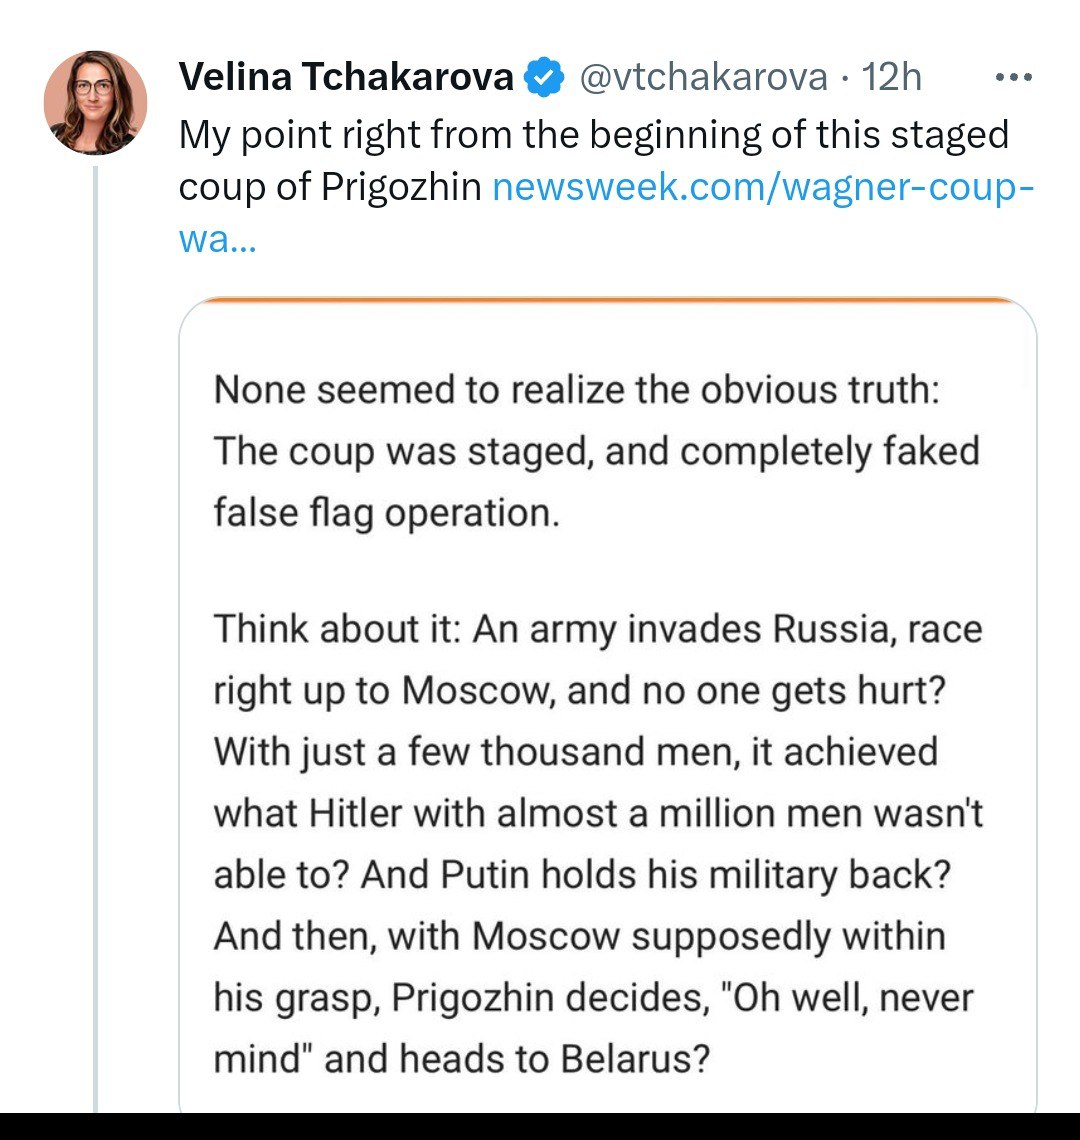 Velina Tchakarova @vtchakarova · 12h
My point right from the beginning of this staged
coup of Prigozhin newsweek.com/wagner-coup-
wa...
None seemed to realize the obvious truth:
The coup was staged, and completely faked
false flag operation.
Think about it: An army invades Russia, race
right up to Moscow, and no one gets hurt?
With just a few thousand men, it achieved
what Hitler with almost a million men wasn't
able to? And Putin holds his military back?
And then, with Moscow supposedly within
his grasp, Prigozhin decides, "Oh well, never
mind" and heads to Belarus?